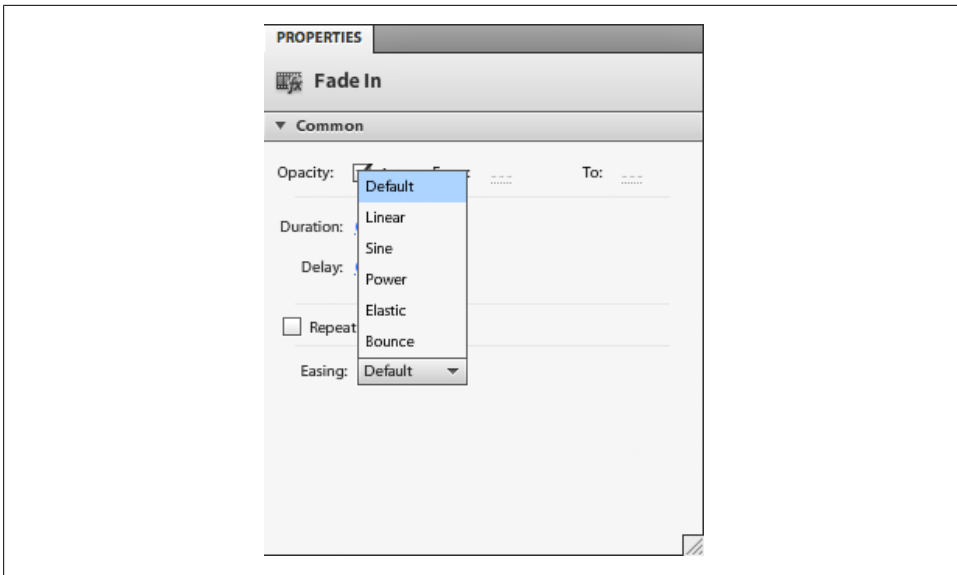 PROPERTIES
Fade In
Common
Opacity: To:
Default
Linear
Sine
Power
Elastic
Bounce
Duration:
Delay:
Repeat
Easing: Default